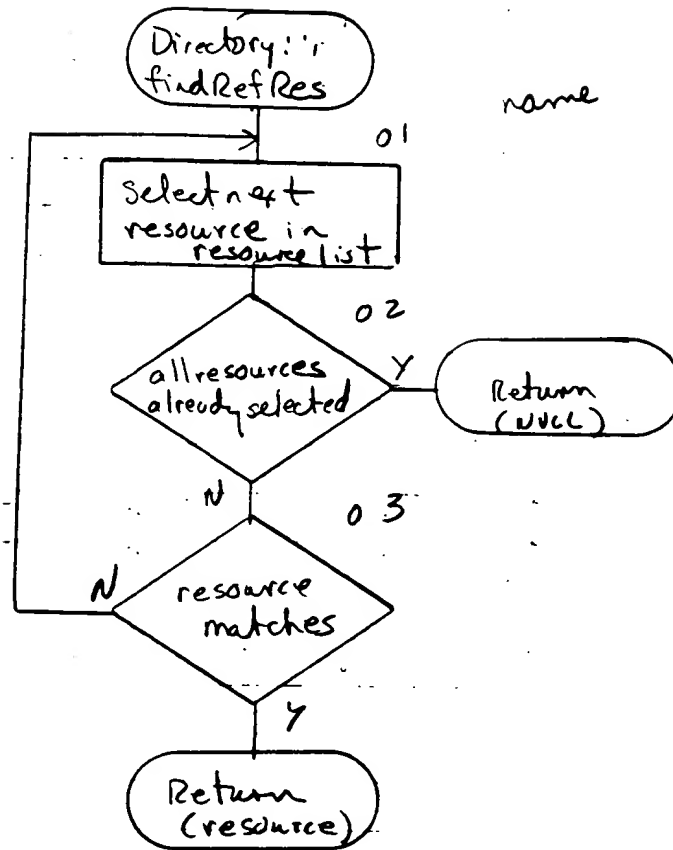 Directory::
findRefRes
name
01
Select next
resource in
resource list
02
all resources
already selected
Y
Return
(NULL)
N
03
N
resource
matches
Y
Return
(resource)